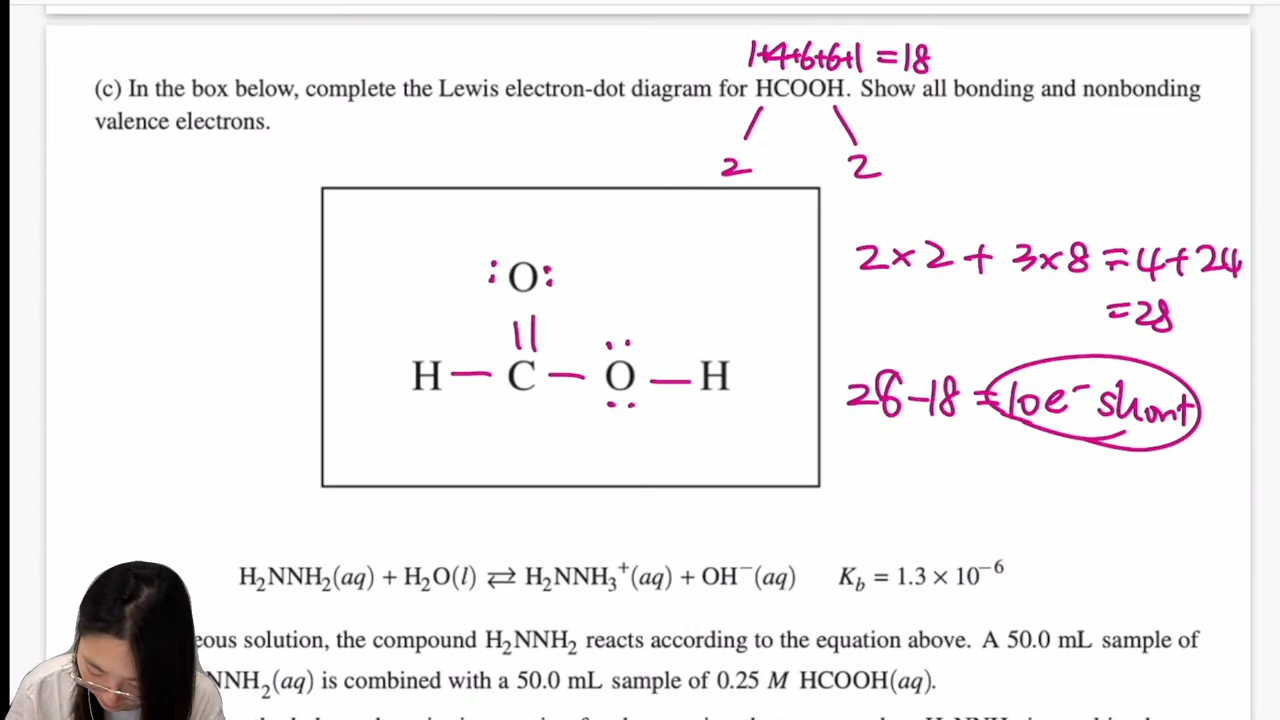 1+4+6+6+1 = 18
(c) In the box below, complete the Lewis electron-dot diagram for HCOOH. Show all bonding and nonbonding
valence electrons.
2 2
2×2 + 3×8 = 4+24
= 28
:O:
H — C — O — H
28-18 = 10e⁻ short
H₂NNH₂(aq) + H₂O(l) ⇄ H₂NNH₃⁺(aq) + OH⁻(aq) K_b = 1.3 × 10⁻⁶
eous solution, the compound H₂NNH₂ reacts according to the equation above. A 50.0 mL sample of
NNH₂(aq) is combined with a 50.0 mL sample of 0.25 M HCOOH(aq).